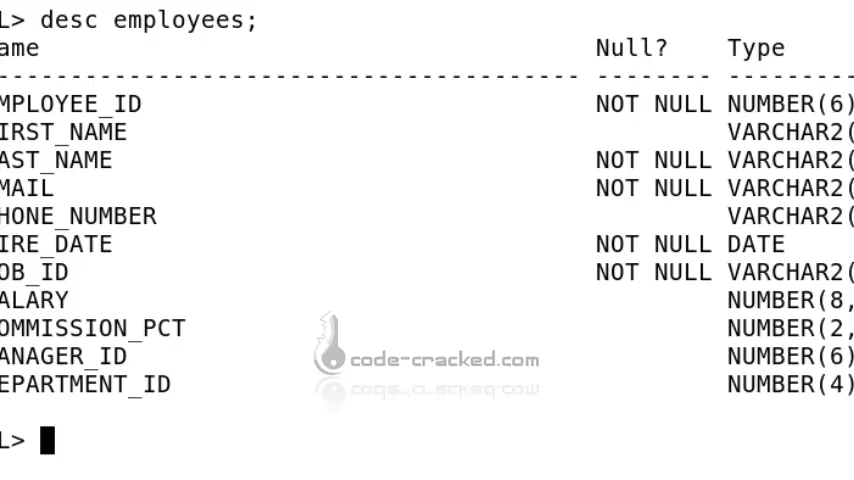 L> desc employees;
ame Null? Type
---------------------------------------- -------- ---------
MPLOYEE_ID NOT NULL NUMBER(6)
IRST_NAME VARCHAR2(
AST_NAME NOT NULL VARCHAR2(
MAIL NOT NULL VARCHAR2(
HONE_NUMBER VARCHAR2(
IRE_DATE NOT NULL DATE
OB_ID NOT NULL VARCHAR2(
ALARY NUMBER(8,
OMMISSION_PCT NUMBER(2,
ANAGER_ID NUMBER(6)
EPARTMENT_ID NUMBER(4)
code-cracked.com
L>